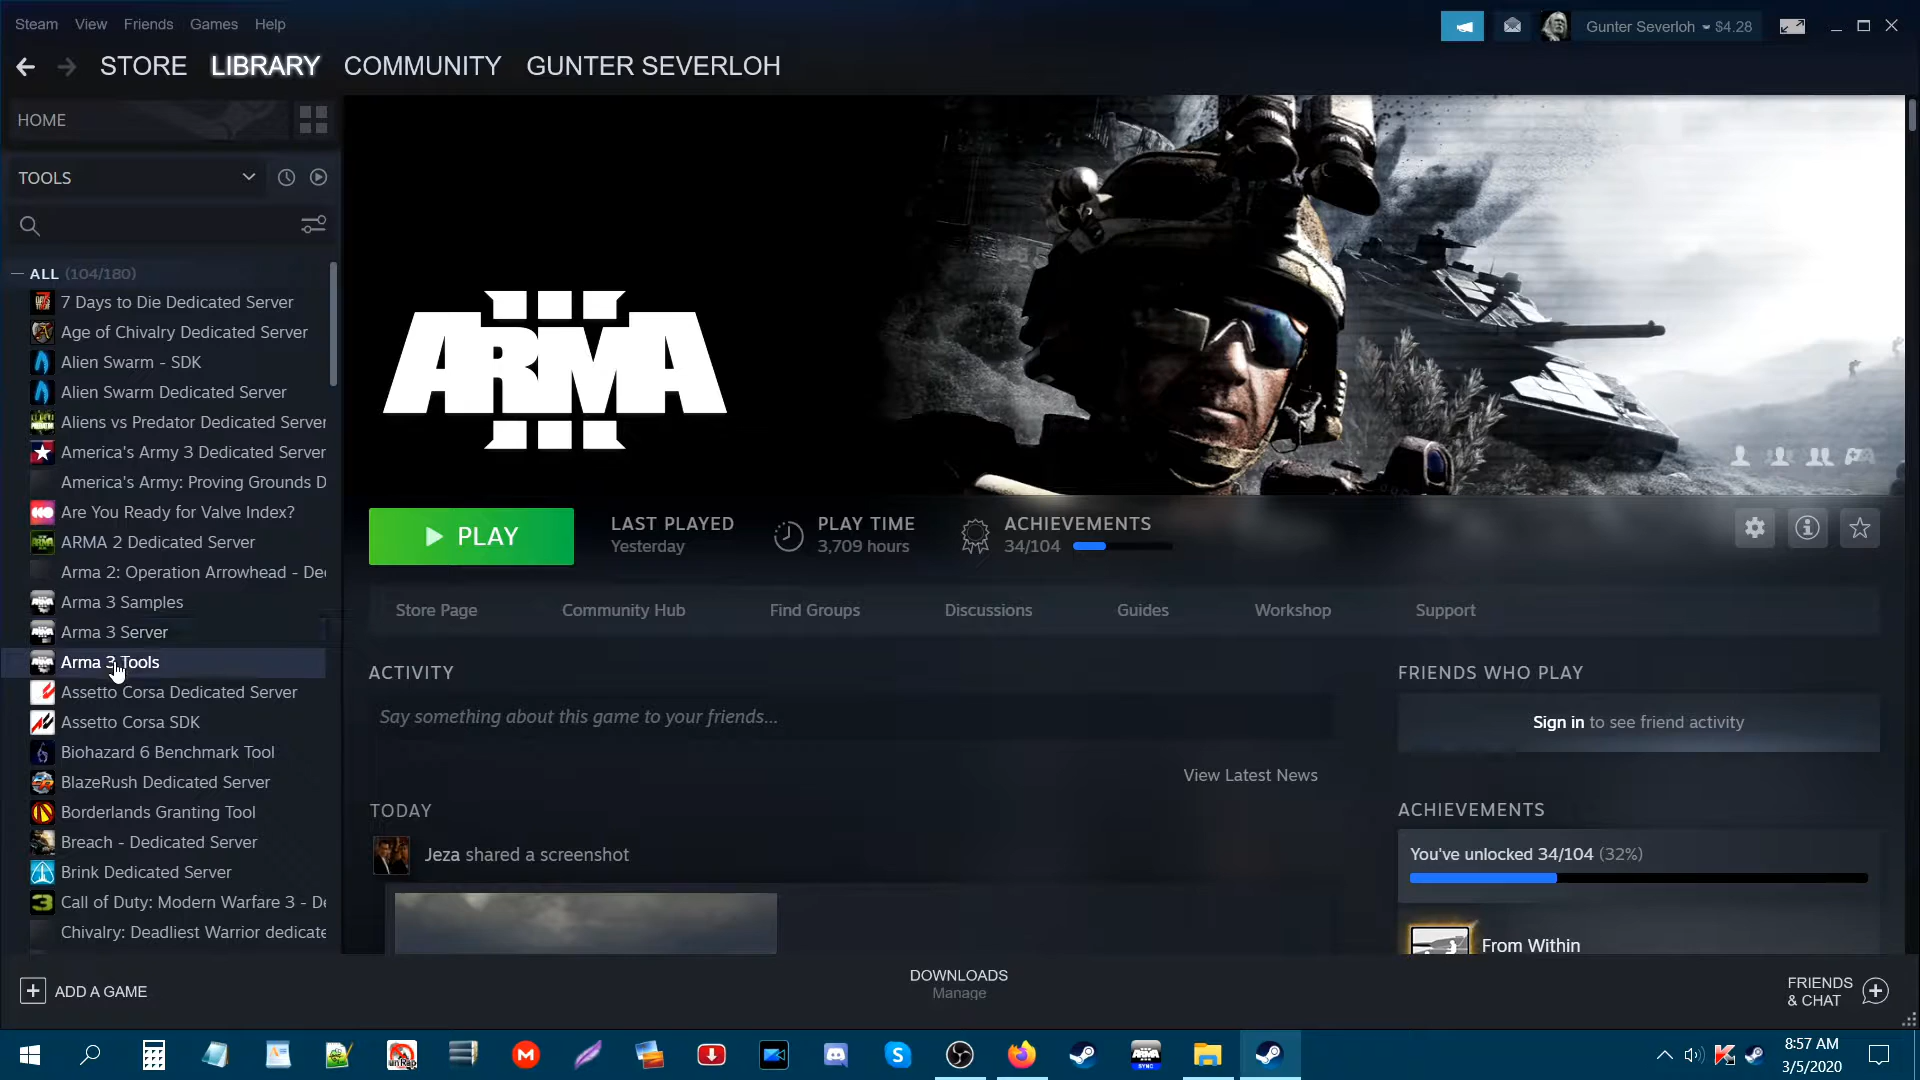 Steam View Friends Games Help
Gunter Severloh $4.28
STORE LIBRARY COMMUNITY GUNTER SEVERLOH
HOME
TOOLS
ALL (104/180)
7 Days to Die Dedicated Server
Age of Chivalry Dedicated Server
Alien Swarm - SDK
Alien Swarm Dedicated Server
Aliens vs Predator Dedicated Server
America's Army 3 Dedicated Server
America's Army: Proving Grounds D
Are You Ready for Valve Index?
ARMA 2 Dedicated Server
Arma 2: Operation Arrowhead - De
Arma 3 Samples
Arma 3 Server
Arma 3 Tools
Assetto Corsa Dedicated Server
Assetto Corsa SDK
Biohazard 6 Benchmark Tool
BlazeRush Dedicated Server
Borderlands Granting Tool
Breach - Dedicated Server
Brink Dedicated Server
Call of Duty: Modern Warfare 3 - De
Chivalry: Deadliest Warrior dedicate
ADD A GAME
ARMA III
PLAY
LAST PLAYED
Yesterday
PLAY TIME
3,709 hours
ACHIEVEMENTS
34/104
Store Page Community Hub Find Groups Discussions Guides Workshop Support
ACTIVITY
Say something about this game to your friends...
View Latest News
TODAY
Jeza shared a screenshot
FRIENDS WHO PLAY
Sign in to see friend activity
ACHIEVEMENTS
You've unlocked 34/104 (32%)
From Within
DOWNLOADS
Manage
FRIENDS
& CHAT
unRap
ARMA
SYNC
8:57 AM
3/5/2020